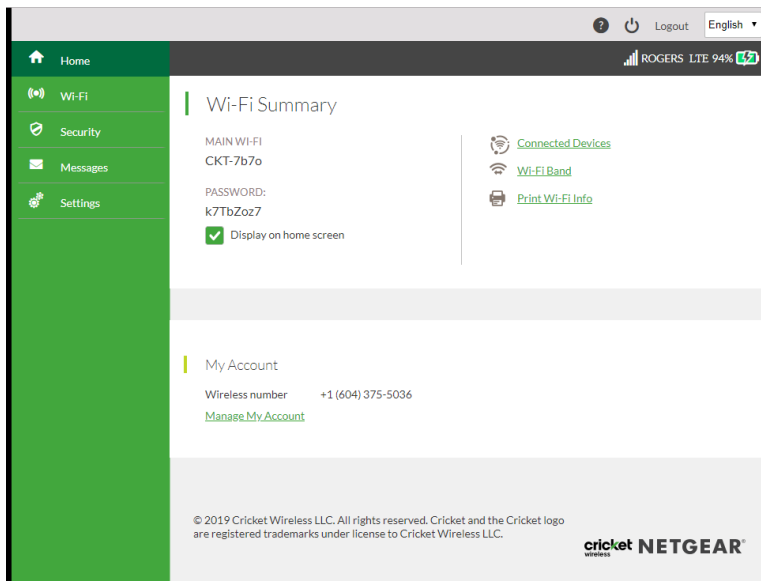 ? Logout English
Home
ROGERS LTE 94%
Wi-Fi
Security
Messages
Settings
Wi-Fi Summary
MAIN WI-FI
CKT-7b7o
PASSWORD:
k7TbZoz7
Display on home screen
Connected Devices
Wi-Fi Band
Print Wi-Fi Info
My Account
Wireless number +1 (604) 375-5036
Manage My Account
© 2019 Cricket Wireless LLC. All rights reserved. Cricket and the Cricket logo
are registered trademarks under license to Cricket Wireless LLC.
cricket
wireless
NETGEAR®